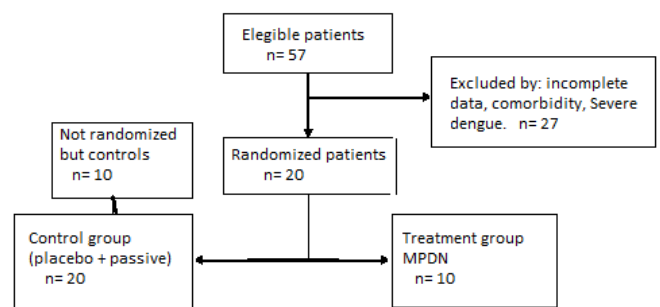 Elegible patients
n= 57
Excluded by: incomplete
data, comorbidity, Severe
dengue. n= 27
Not randomized
but controls
n= 10
Randomized patients
n= 20
Control group
(placebo + passive)
n= 20
Treatment group
MPDN
n= 10